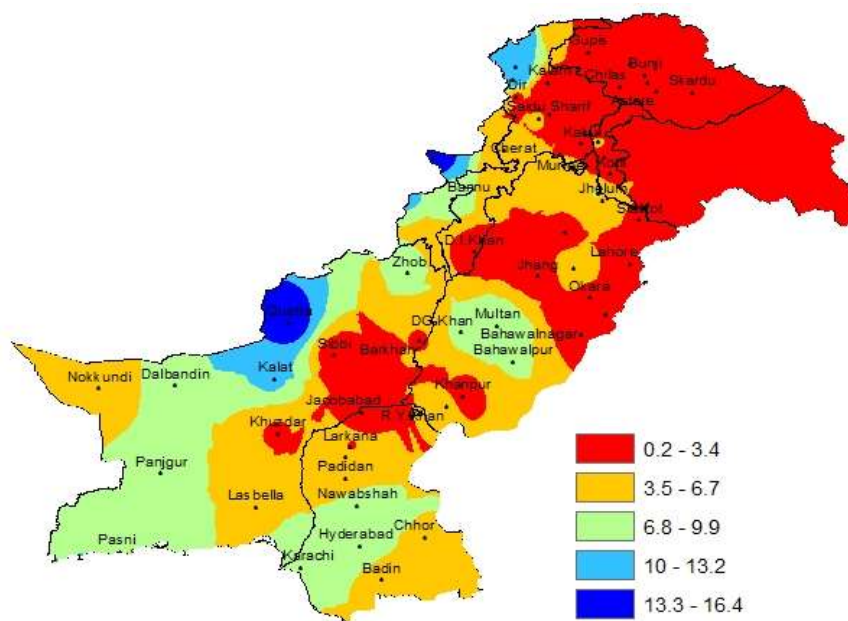 Gupis
Bunji
Kalam
Chilas
Skardu
Dir
Astore
Saidu Sharif
Kakul
Cherat
Murree
Kotli
Bannu
Jhelum
Sialkot
D.I.Khan
Lahore
Zhob
Jhang
Okara
Quetta
DG.Khan
Multan
Sibbi
Barkhan
Bahawalnagar
Bahawalpur
Nokkundi
Dalbandin
Kalat
Khanpur
Jacobabad
R.Y.Khan
Khuzdar
Larkana
Panjgur
Padidan
Lasbella
Nawabshah
Chhor
Hyderabad
Pasni
Karachi
Badin
0.2 - 3.4
3.5 - 6.7
6.8 - 9.9
10 - 13.2
13.3 - 16.4